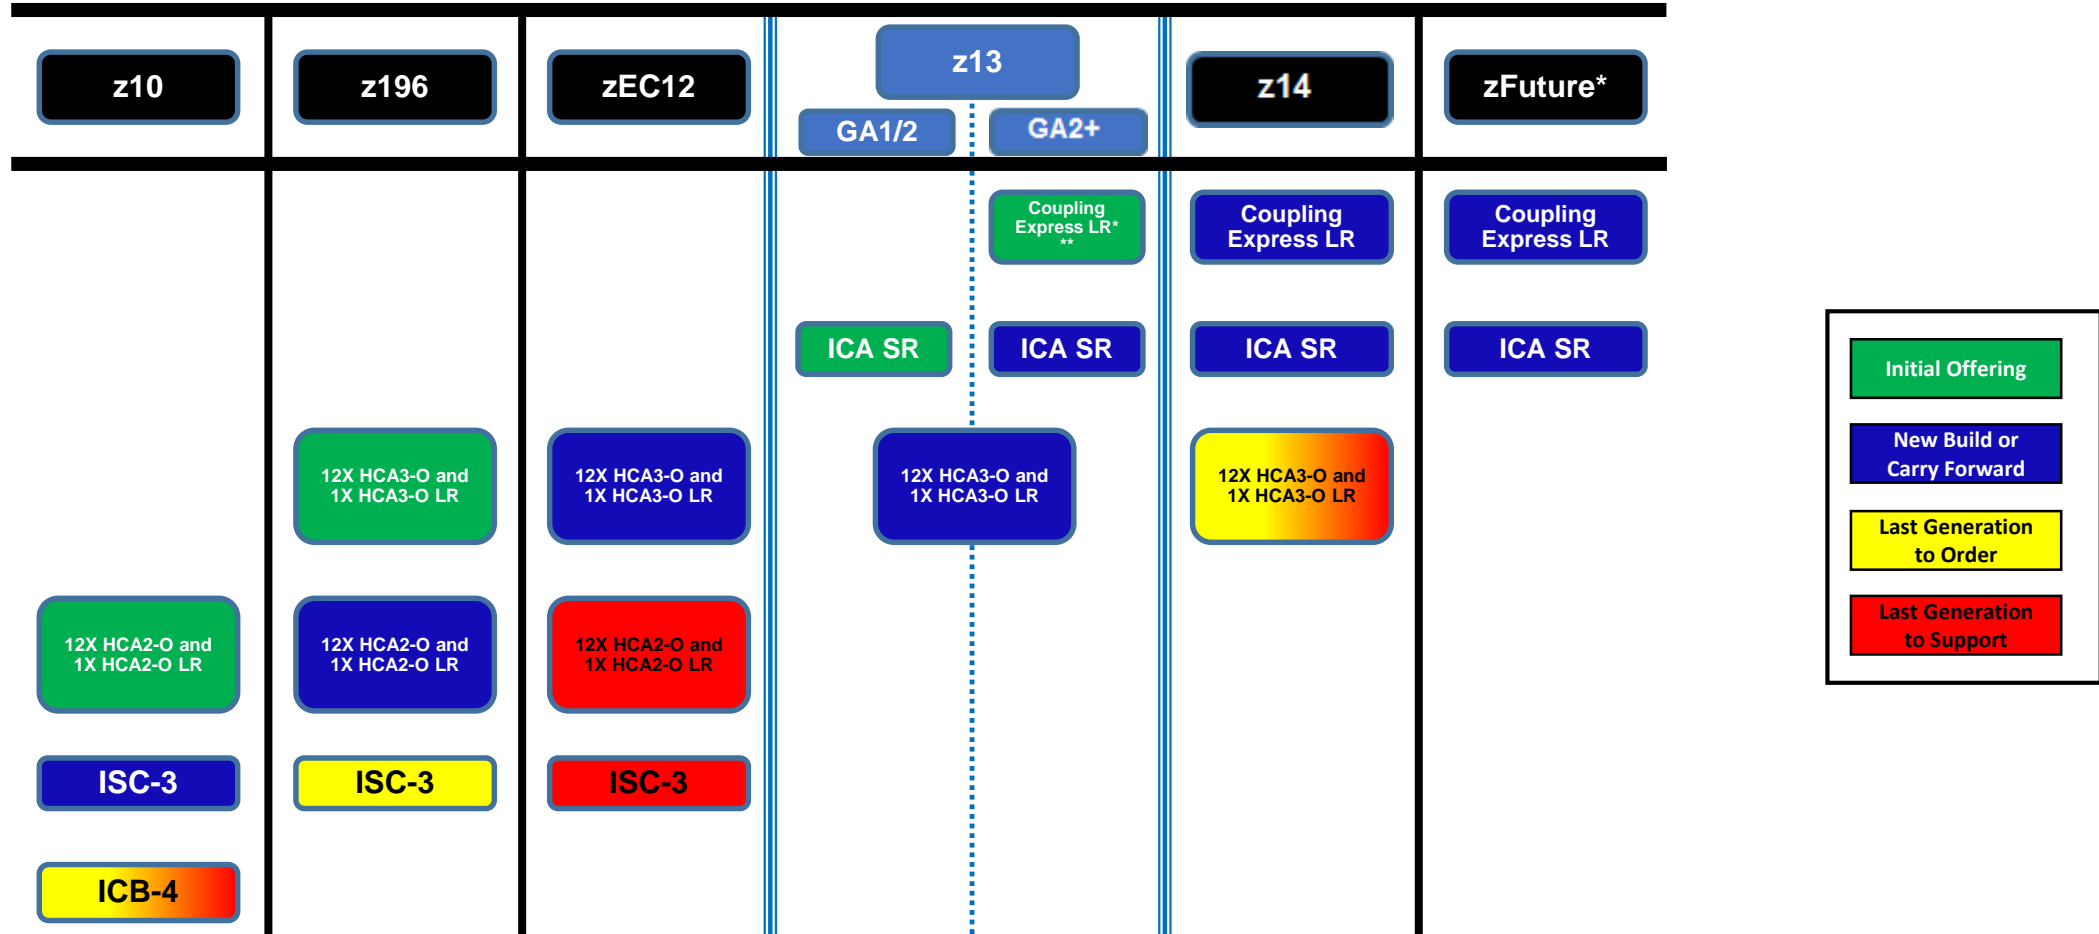 z10
z196
zEC12
z13
GA1/2
GA2+
z14
zFuture*
Coupling
Express LR*
**
Coupling
Express LR
Coupling
Express LR
ICA SR
ICA SR
ICA SR
ICA SR
12X HCA3-O and
1X HCA3-O LR
12X HCA3-O and
1X HCA3-O LR
12X HCA3-O and
1X HCA3-O LR
12X HCA3-O and
1X HCA3-O LR
12X HCA2-O and
1X HCA2-O LR
12X HCA2-O and
1X HCA2-O LR
12X HCA2-O and
1X HCA2-O LR
ISC-3
ISC-3
ISC-3
ICB-4
Initial Offering
New Build or
Carry Forward
Last Generation
to Order
Last Generation
to Support